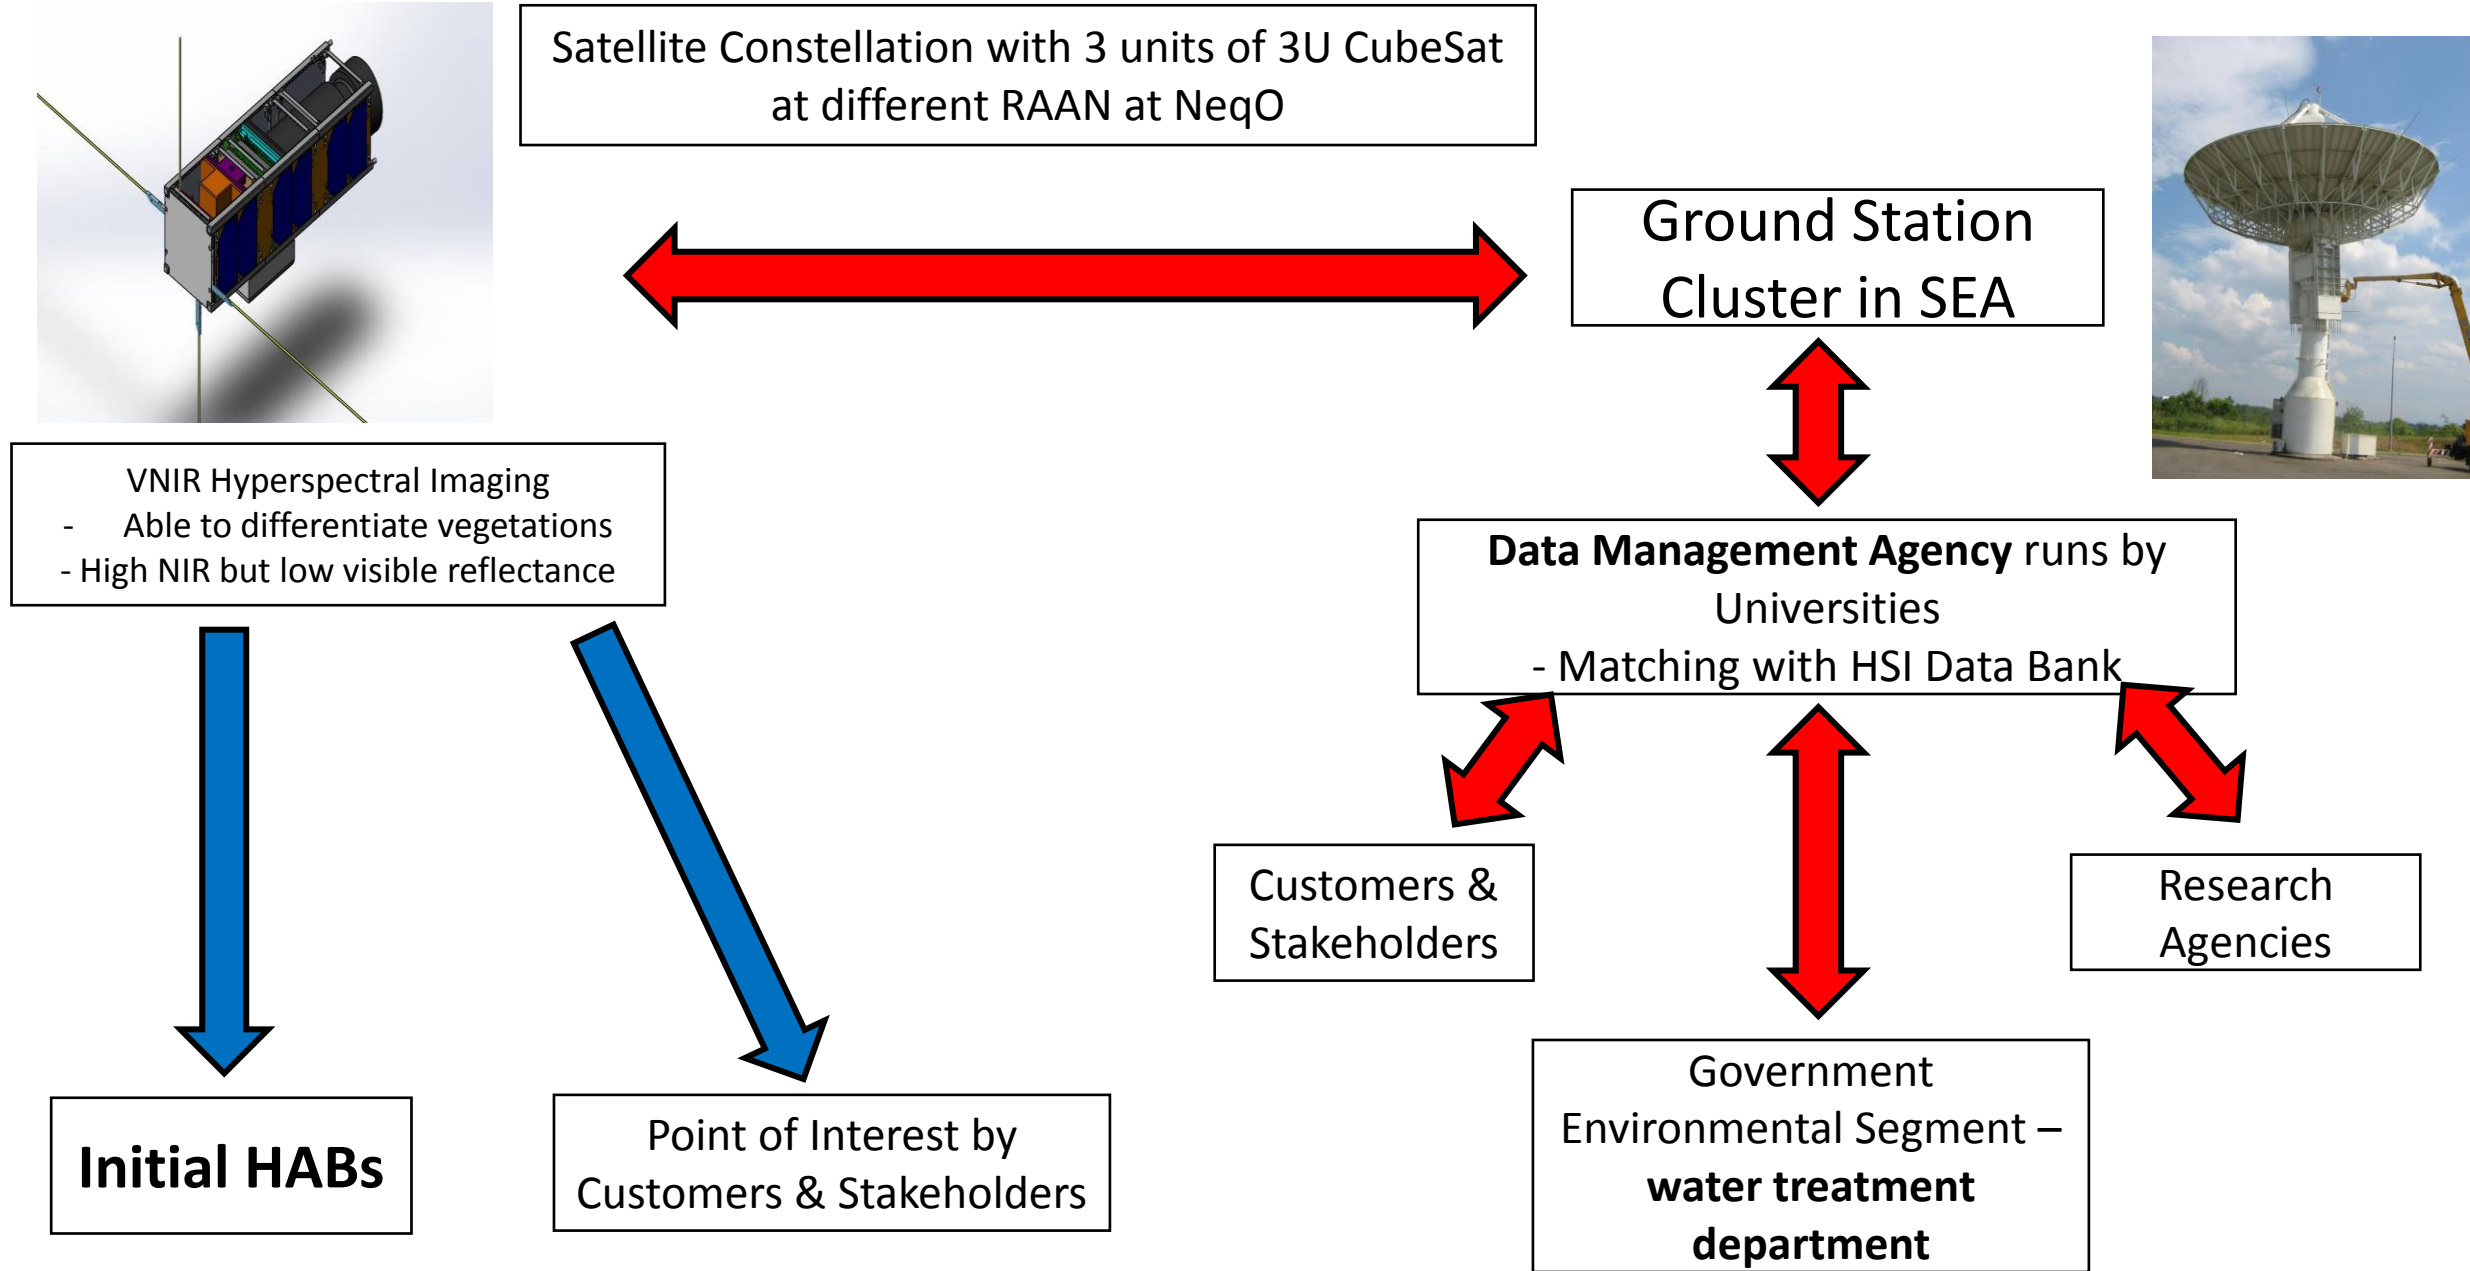 Satellite Constellation with 3 units of 3U CubeSat
at different RAAN at NeqO
Ground Station
Cluster in SEA
VNIR Hyperspectral Imaging
- Able to differentiate vegetations
- High NIR but low visible reflectance
Data Management Agency runs by
Universities
- Matching with HSI Data Bank
Customers &
Stakeholders
Research
Agencies
Initial HABs
Point of Interest by
Customers & Stakeholders
Government
Environmental Segment –
water treatment
department